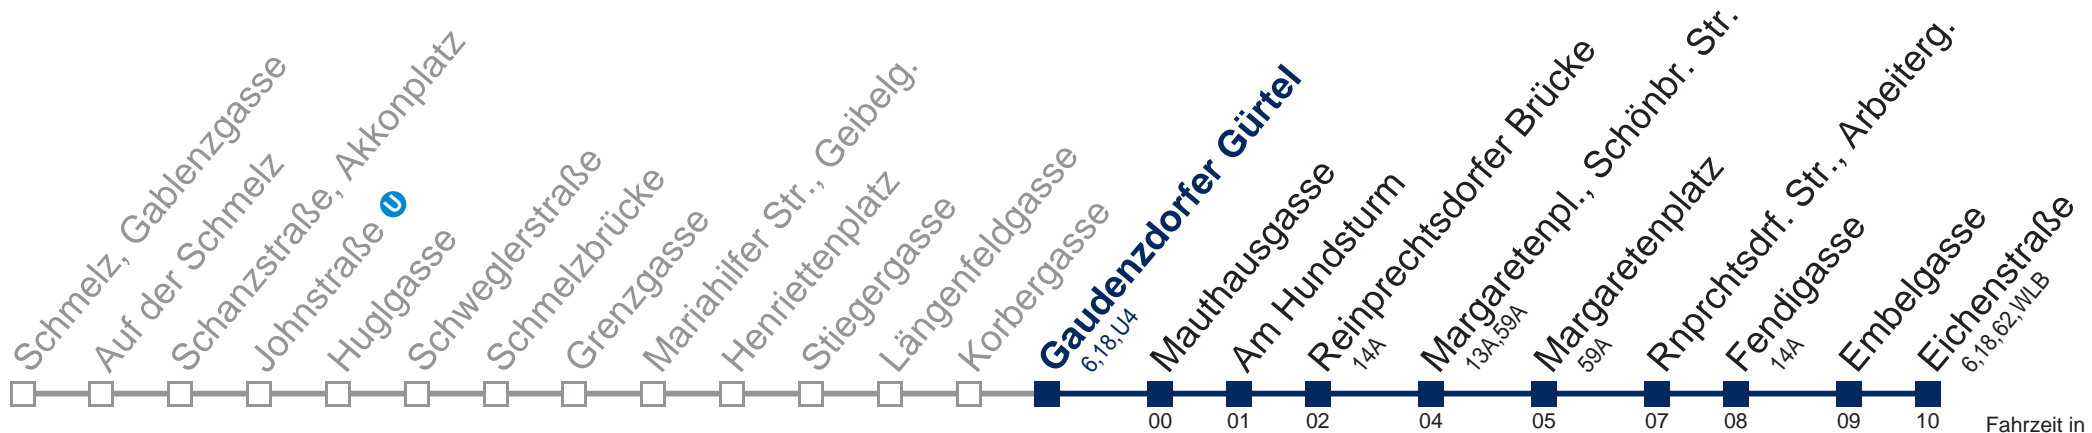 Schmelz, Gablenzgasse
Auf der Schmelz
Schanzstraße, Akkonplatz
Johnstraße U
Huglgasse
Schweglerstraße
Schmelzbrücke
Grenzgasse
Mariahilfer Str., Geibelg.
Henriettenplatz
Stiegergasse
Längenfeldgasse
Korbergasse
Gaudenzdorfer Gürtel
6,18,U4
Mauthausgasse
Am Hundsturm
Reinprechtsdorfer Brücke
14A
Margaretenpl., Schönbr. Str.
13A,59A
Margaretenplatz
59A
Rnprchtsdrf. Str., Arbeiterg.
Fendigasse
14A
Embelgasse
Eichenstraße
6,18,62,WLB
00 01 02 04 05 07 08 09 10
Fahrzeit in